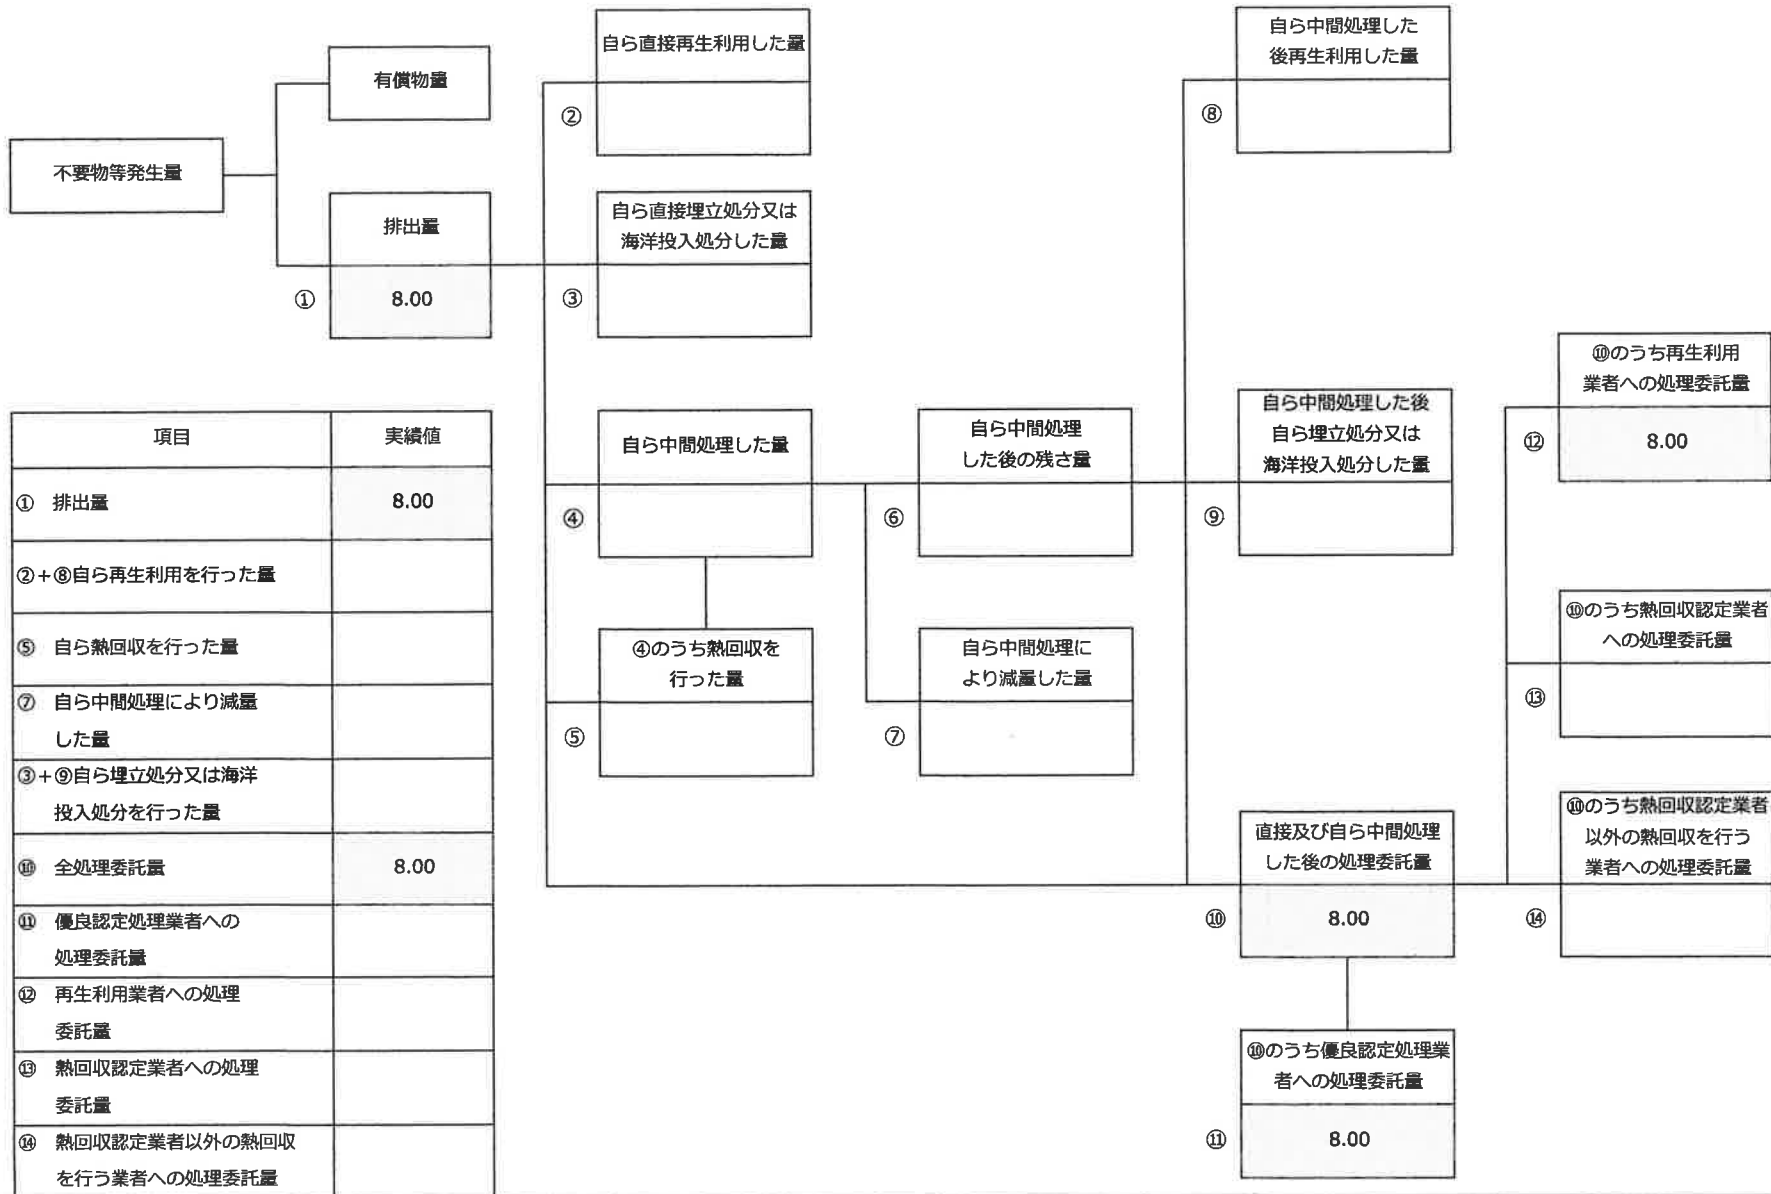 有償物量
不要物等発生量
排出量
①
8.00
自ら直接再生利用した量
②
自ら直接埋立処分又は
海洋投入処分した量
③
自ら中間処理した量
④
④のうち熱回収を
行った量
⑤
自ら中間処理
した後の残さ量
⑥
自ら中間処理に
より減量した量
⑦
自ら中間処理した
後再生利用した量
⑧
自ら中間処理した後
自ら埋立処分又は
海洋投入処分した量
⑨
直接及び自ら中間処理
した後の処理委託量
⑩
8.00
⑩のうち優良認定処理業
者への処理委託量
⑪
8.00
⑩のうち再生利用
業者への処理委託量
⑫
8.00
⑩のうち熱回収認定業者
への処理委託量
⑬
⑩のうち熱回収認定業者
以外の熱回収を行う
業者への処理委託量
⑭
項目 実績値
① 排出量 8.00
②+⑧自ら再生利用を行った量
⑤ 自ら熱回収を行った量
⑦ 自ら中間処理により減量
した量
③+⑨自ら埋立処分又は海洋
投入処分を行った量
⑩ 全処理委託量 8.00
⑪ 優良認定処理業者への
処理委託量
⑫ 再生利用業者への処理
委託量
⑬ 熱回収認定業者への処理
委託量
⑭ 熱回収認定業者以外の熱回収
を行う業者への処理委託量